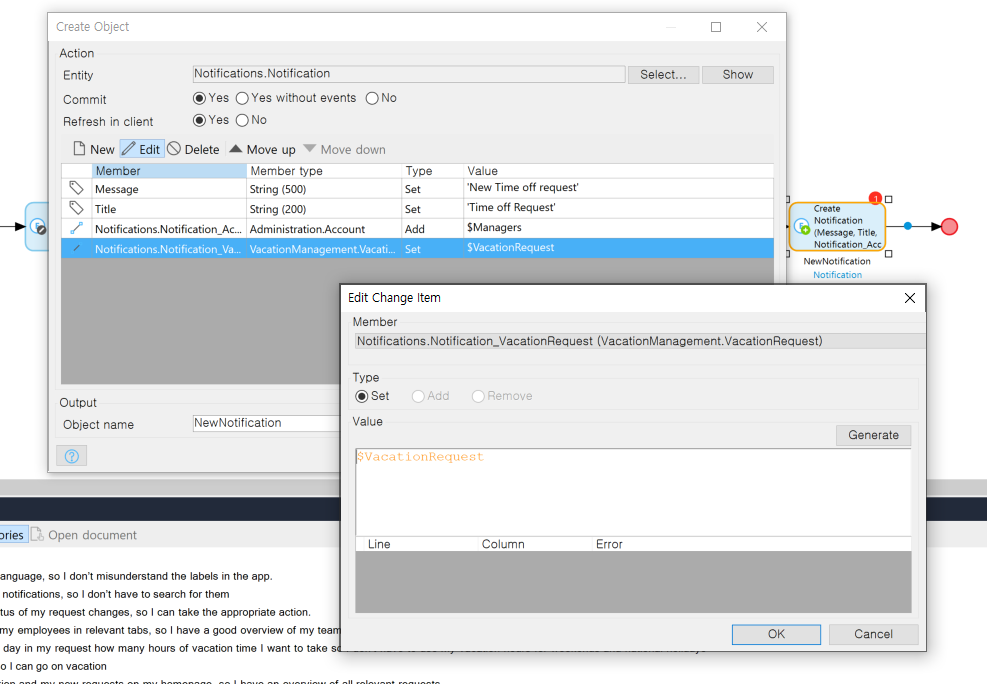 Create Object
Action
Entity
Notifications.Notification
Select...
Show
Commit
Yes
Yes without events
No
Refresh in client
Yes
No
New
Edit
Delete
Move up
Move down
Member
Member type
Type
Value
Message
String (500)
Set
'New Time off request'
Title
String (200)
Set
'Time off Request'
Notifications.Notification_Ac...
Administration.Account
Add
$Managers
Notifications.Notification_Va...
VacationManagement.Vacati...
Set
$VacationRequest
Output
Object name
NewNotification
?
1
Create
Notification
(Message, Title,
Notification_Acc
NewNotification
Notification
Edit Change Item
Member
Notifications.Notification_VacationRequest (VacationManagement.VacationRequest)
Type
Set
Add
Remove
Value
Generate
$VacationRequest
Line
Column
Error
OK
Cancel
ories
Open document
anguage, so I don't misunderstand the labels in the app.
notifications, so I don't have to search for them
tus of my request changes, so I can take the appropriate action.
my employees in relevant tabs, so I have a good overview of my team
day in my request how many hours of vacation time I want to take so
o I can go on vacation
tion and my new requests on my homepage, so I have an overview of all relevant requests